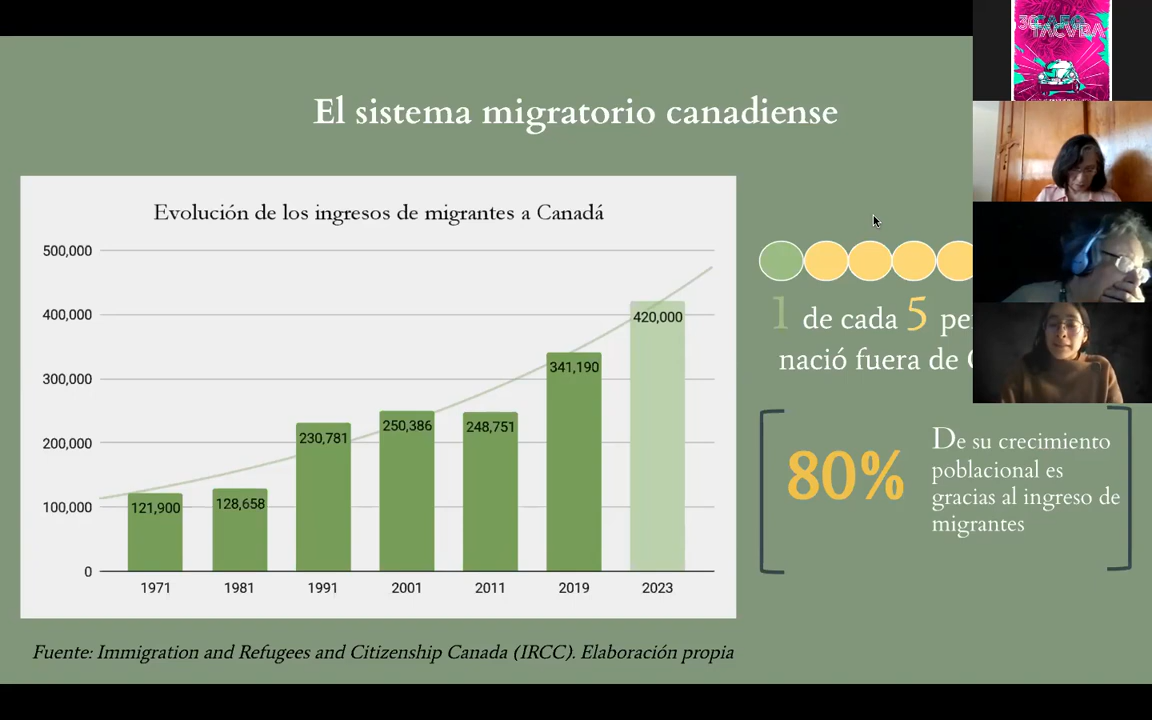 El sistema migratorio canadiense
Evolución de los ingresos de migrantes a Canadá
500,000
400,000
300,000
200,000
100,000
0
121,900
128,658
230,781
250,386
248,751
341,190
420,000
1971
1981
1991
2001
2011
2019
2023
Fuente: Immigration and Refugees and Citizenship Canada (IRCC). Elaboración propia
30
TACVBA
1 de cada 5
nació fuera de
80%
De su crecimiento
poblacional es
gracias al ingreso de
migrantes